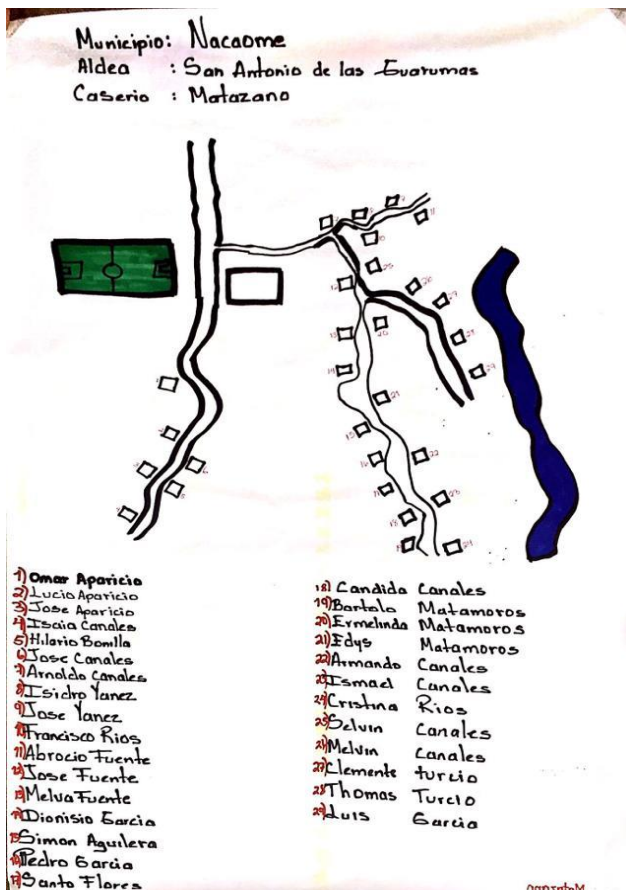 Municipio: Nacaome
Aldea : San Antonio de las Guarumas
Caserio : Matazano
1) Omar Aparicio
2) Lucio Aparicio
3) Jose Aparicio
4) Isaia Canales
5) Hilario Bonilla
6) Jose Canales
7) Arnoldo Canales
8) Isidro Yanez
9) Jose Yanez
10) Francisco Rios
11) Abrocio Fuente
12) Jose Fuente
13) Melva Fuente
14) Dionisio Garcia
15) Simon Aguilera
16) Pedro Garcia
17) Santo Flores
18) Candida Canales
19) Bartolo Matamoros
20) Ermelinda Matamoros
21) Edys Matamoros
22) Armando Canales
23) Ismael Canales
24) Cristina Rios
25) Selvin Canales
26) Melvin Canales
27) Clemente turcio
28) Thomas Turcio
29) Luis Garcia